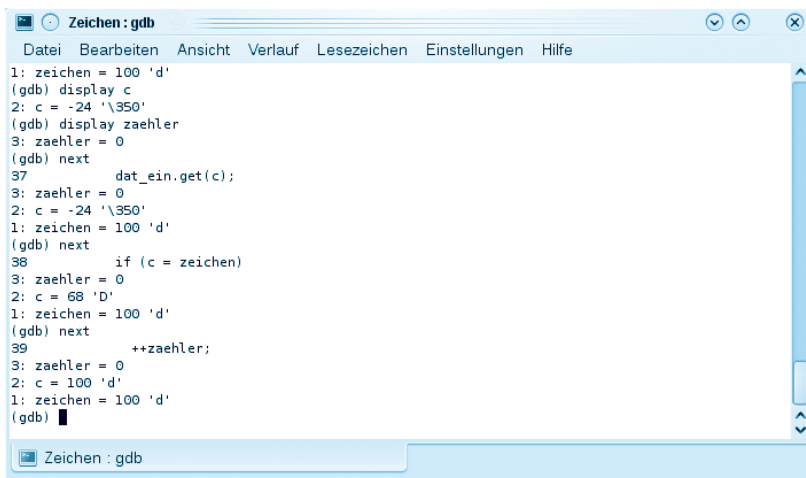 Zeichen : gdb
Datei Bearbeiten Ansicht Verlauf Lesezeichen Einstellungen Hilfe
1: zeichen = 100 'd'
(gdb) display c
2: c = -24 '\350'
(gdb) display zaehler
3: zaehler = 0
(gdb) next
37 dat_ein.get(c);
3: zaehler = 0
2: c = -24 '\350'
1: zeichen = 100 'd'
(gdb) next
38 if (c = zeichen)
3: zaehler = 0
2: c = 68 'D'
1: zeichen = 100 'd'
(gdb) next
39 ++zaehler;
3: zaehler = 0
2: c = 100 'd'
1: zeichen = 100 'd'
(gdb)
Zeichen : gdb